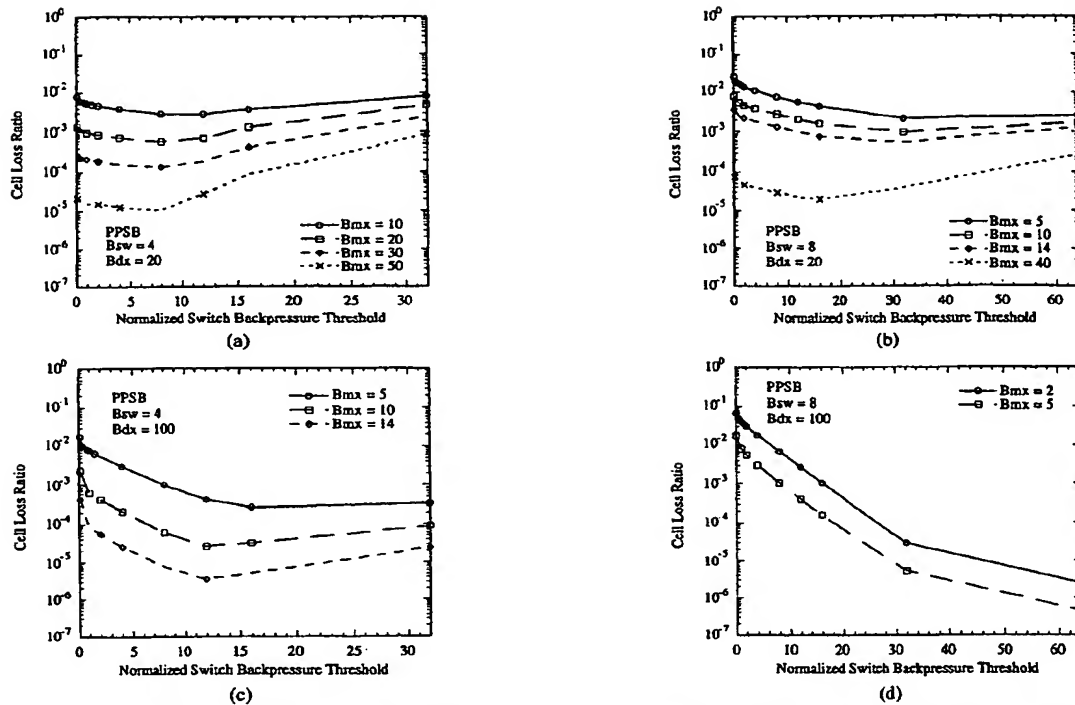 10⁰
10⁻¹
10⁻²
10⁻³
10⁻⁴
10⁻⁵
10⁻⁶
10⁻⁷
Cell Loss Ratio
PPSB
Bsw = 4
Bdx = 20
Bmx = 10
Bmx = 20
Bmx = 30
Bmx = 50
0 5 10 15 20 25 30
Normalized Switch Backpressure Threshold
(a)
10⁰
10⁻¹
10⁻²
10⁻³
10⁻⁴
10⁻⁵
10⁻⁶
10⁻⁷
Cell Loss Ratio
PPSB
Bsw = 8
Bdx = 20
Bmx = 5
Bmx = 10
Bmx = 14
Bmx = 40
0 10 20 30 40 50 60
Normalized Switch Backpressure Threshold
(b)
10⁰
10⁻¹
10⁻²
10⁻³
10⁻⁴
10⁻⁵
10⁻⁶
10⁻⁷
Cell Loss Ratio
PPSB
Bsw = 4
Bdx = 100
Bmx = 5
Bmx = 10
Bmx = 14
0 5 10 15 20 25 30
Normalized Switch Backpressure Threshold
(c)
10⁰
10⁻¹
10⁻²
10⁻³
10⁻⁴
10⁻⁵
10⁻⁶
10⁻⁷
Cell Loss Ratio
PPSB
Bsw = 8
Bdx = 100
Bmx = 2
Bmx = 5
0 10 20 30 40 50 60
Normalized Switch Backpressure Threshold
(d)